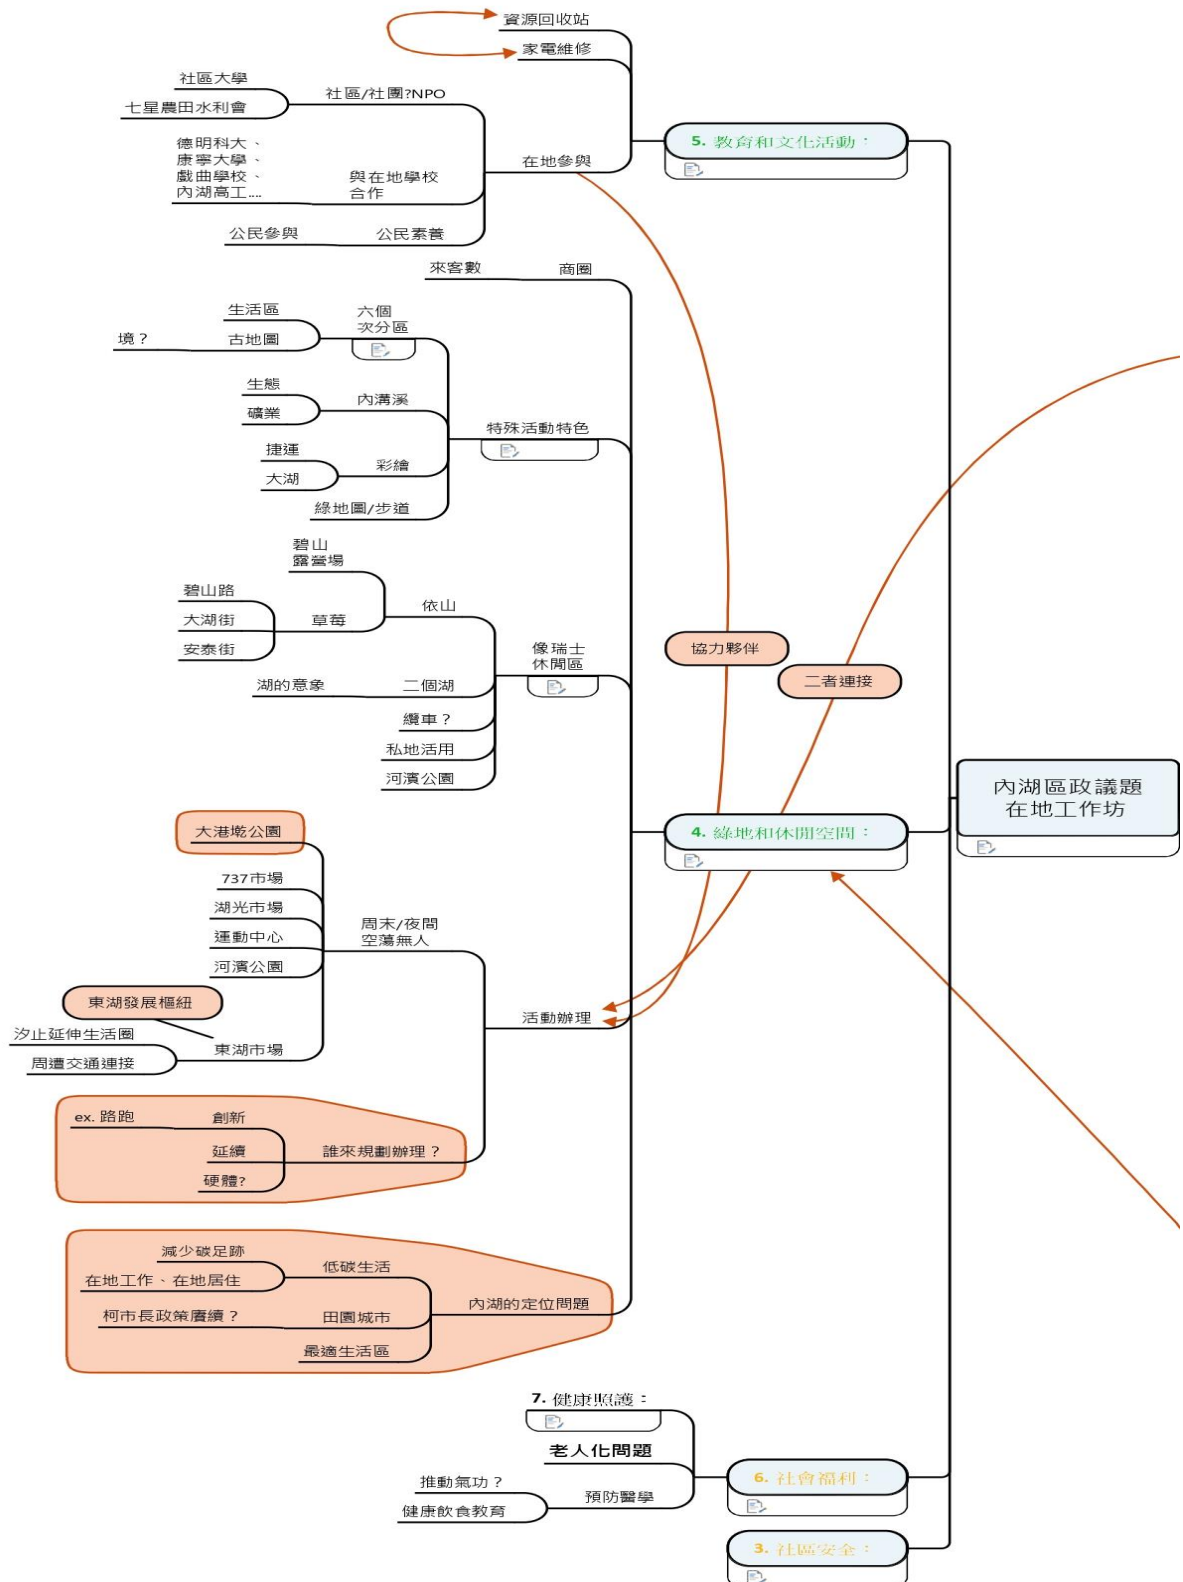 資源回收站
家電維修
社區大學
七星農田水利會
社區/社團?NPO
德明科大、
康寧大學、
戲曲學校、
內湖高工....
與在地學校
合作
公民參與
公民素養
在地參與
5. 教育和文化活動：
來客數
商圈
生活區
境？
古地圖
六個
次分區
生態
礦業
內溝溪
捷運
大湖
彩繪
綠地圖/步道
特殊活動特色
碧山
露營場
碧山路
大湖街
安泰街
草莓
依山
湖的意象
二個湖
纜車？
私地活用
河濱公園
像瑞士
休閒區
協力夥伴
二者連接
內湖區政議題
在地工作坊
4. 綠地和休閒空間：
大港墘公園
737市場
湖光市場
運動中心
河濱公園
東湖發展樞紐
汐止延伸生活圈
周遭交通連接
東湖市場
周末/夜間
空蕩無人
活動辦理
ex. 路跑
創新
延續
硬體?
誰來規劃辦理？
減少碳足跡
在地工作、在地居住
低碳生活
柯市長政策賡續？
田園城市
最適生活區
內湖的定位問題
7. 健康照護：
老人化問題
推動氣功？
健康飲食教育
預防醫學
6. 社會福利：
3. 社區安全：